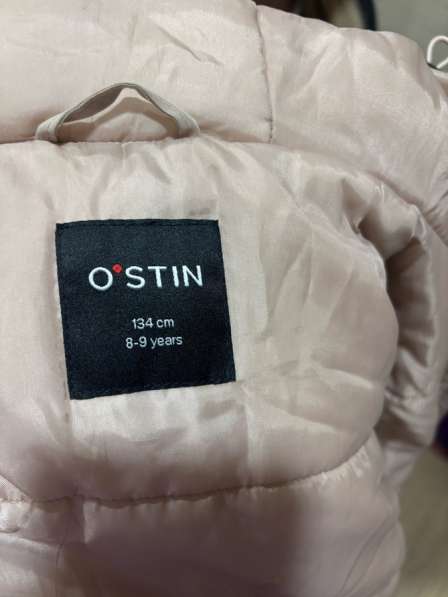 O'STIN
134 cm
8-9 years